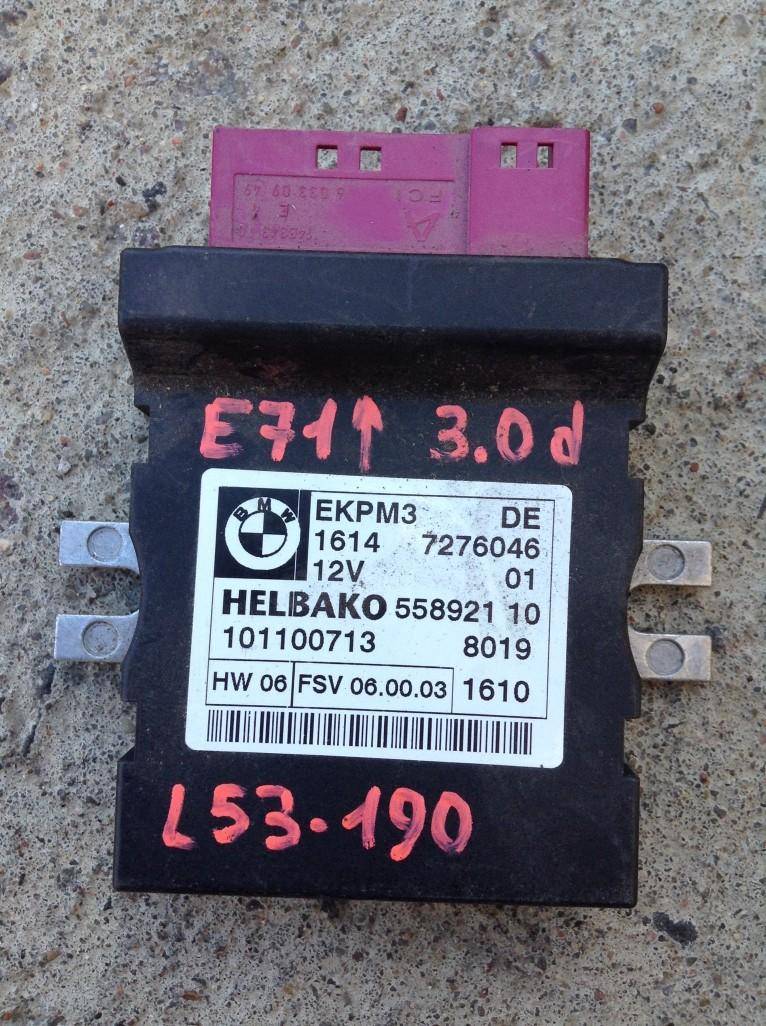 E71↑ 3.0d
BMW
EKPM3 DE
1614 7276046
12V 01
HELBAKO 558921 10
101100713 8019
HW 06 FSV 06.00.03 1610
L53-190